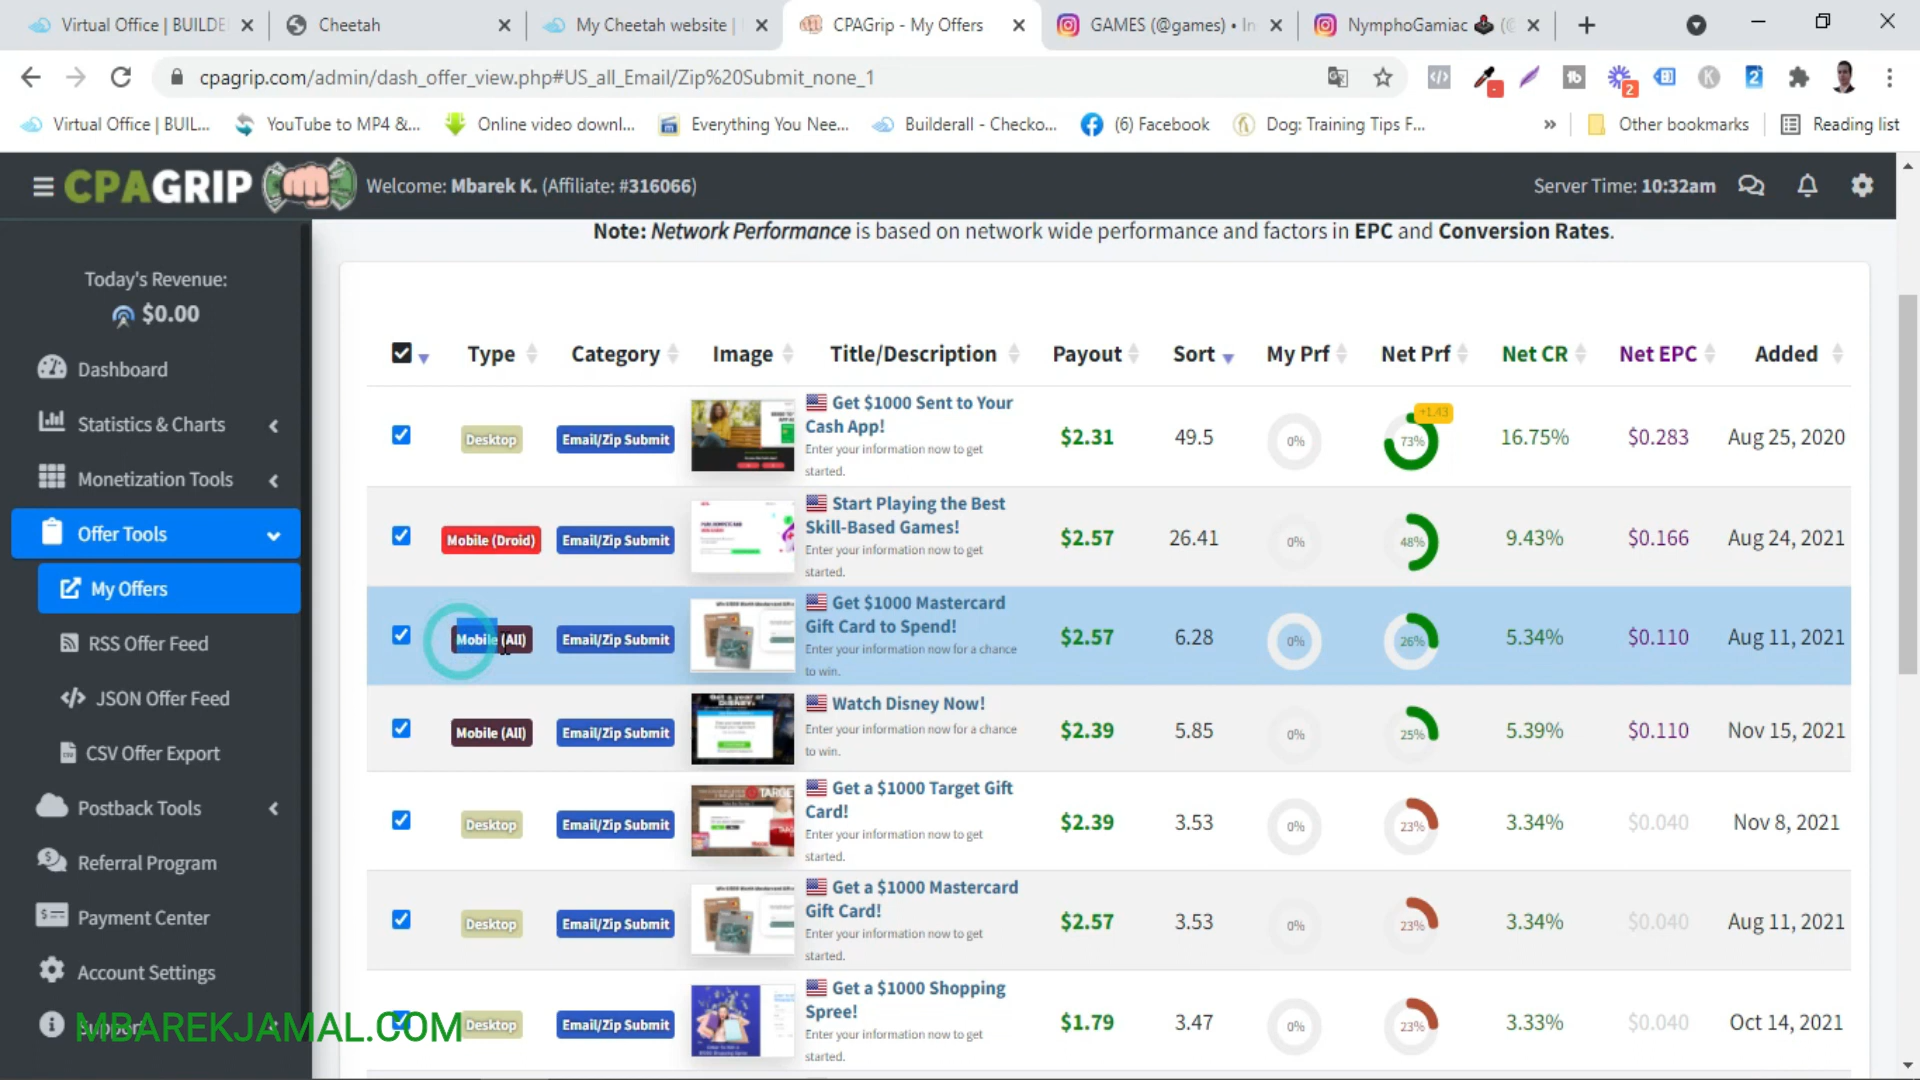 Virtual Office | BUILDE
Cheetah
My Cheetah website |
CPAGrip - My Offers
GAMES (@games) • In
NymphoGamiac
cpagrip.com/admin/dash_offer_view.php#US_all_Email/Zip%20Submit_none_1
Virtual Office | BUIL...
YouTube to MP4 &...
Online video downl...
Everything You Nee...
Builderall - Checko...
(6) Facebook
Dog: Training Tips F...
Other bookmarks
Reading list
CPAGRIP
Welcome: Mbarek K. (Affiliate: #316066)
Server Time: 10:32am
Note: Network Performance is based on network wide performance and factors in EPC and Conversion Rates.
Today's Revenue:
$0.00
Dashboard
Statistics & Charts
Monetization Tools
Offer Tools
My Offers
RSS Offer Feed
JSON Offer Feed
CSV Offer Export
Postback Tools
Referral Program
Payment Center
Account Settings
Support
MBAREKJAMAL.COM
Type Category Image Title/Description Payout Sort My Prf Net Prf Net CR Net EPC Added
Desktop Email/Zip Submit Get $1000 Sent to Your
Cash App!
Enter your information now to get
started.
$2.31 49.5 0% 73% +1.43 16.75% $0.283 Aug 25, 2020
Mobile (Droid) Email/Zip Submit Start Playing the Best
Skill-Based Games!
Enter your information now to get
started.
$2.57 26.41 0% 48% 9.43% $0.166 Aug 24, 2021
Mobile (All) Email/Zip Submit Get $1000 Mastercard
Gift Card to Spend!
Enter your information now for a chance
to win.
$2.57 6.28 0% 26% 5.34% $0.110 Aug 11, 2021
Mobile (All) Email/Zip Submit Watch Disney Now!
Enter your information now for a chance
to win.
$2.39 5.85 0% 25% 5.39% $0.110 Nov 15, 2021
Desktop Email/Zip Submit Get a $1000 Target Gift
Card!
Enter your information now to get
started.
$2.39 3.53 0% 23% 3.34% $0.040 Nov 8, 2021
Desktop Email/Zip Submit Get a $1000 Mastercard
Gift Card!
Enter your information now to get
started.
$2.57 3.53 0% 23% 3.34% $0.040 Aug 11, 2021
Desktop Email/Zip Submit Get a $1000 Shopping
Spree!
Enter your information now to get
started.
$1.79 3.47 0% 23% 3.33% $0.040 Oct 14, 2021